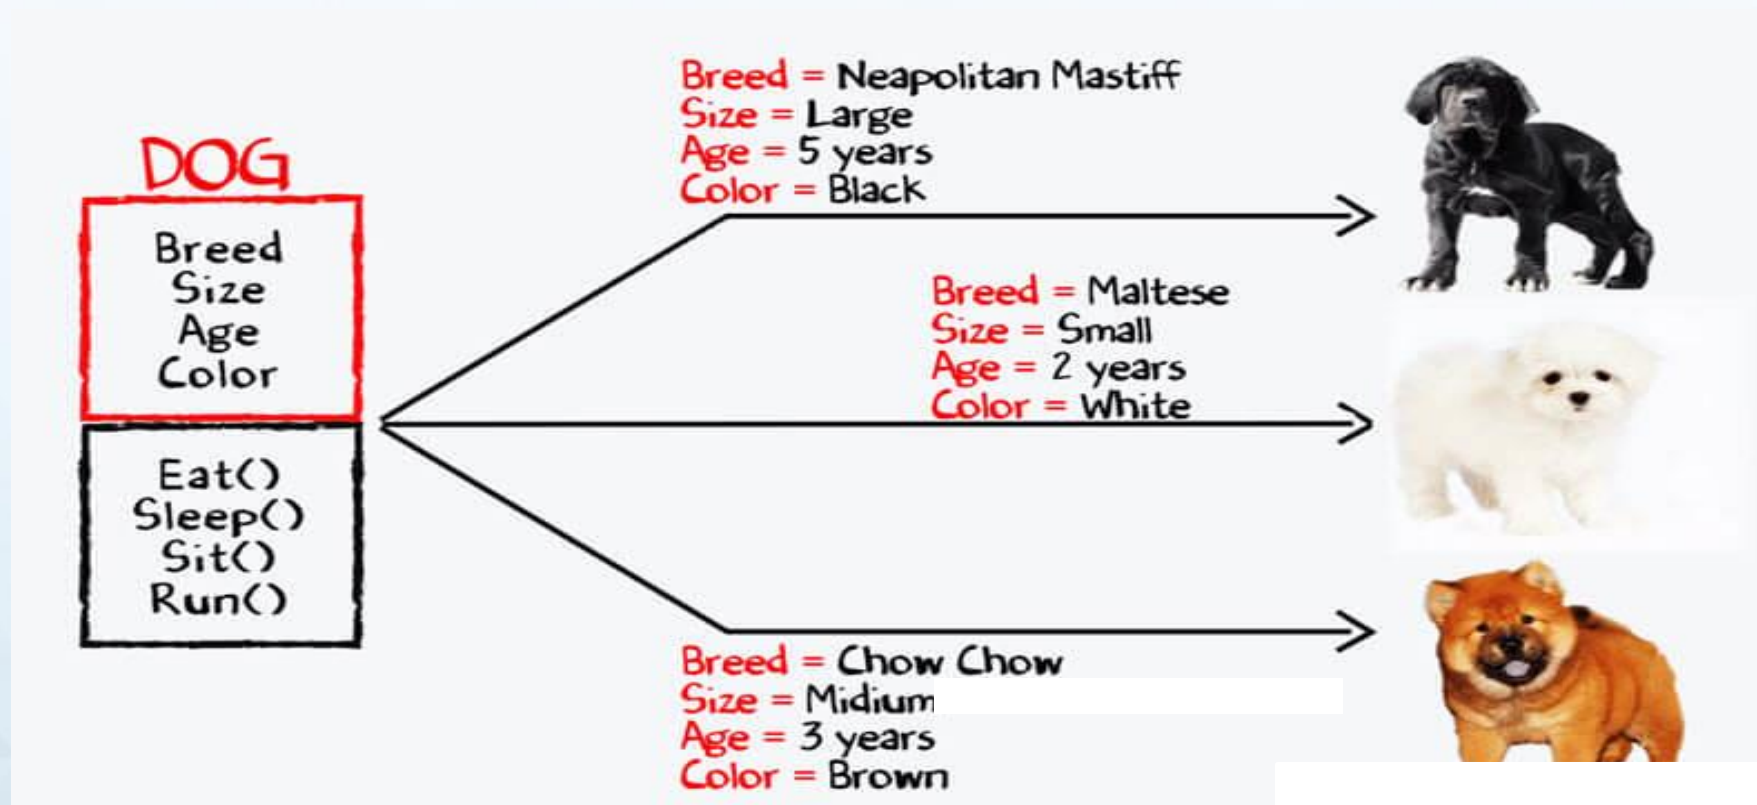 DOG
Breed
Size
Age
Color
Eat()
Sleep()
Sit()
Run()
Breed = Neapolitan Mastiff
Size = Large
Age = 5 years
Color = Black
Breed = Maltese
Size = Small
Age = 2 years
Color = White
Breed = Chow Chow
Size = Midium
Age = 3 years
Color = Brown